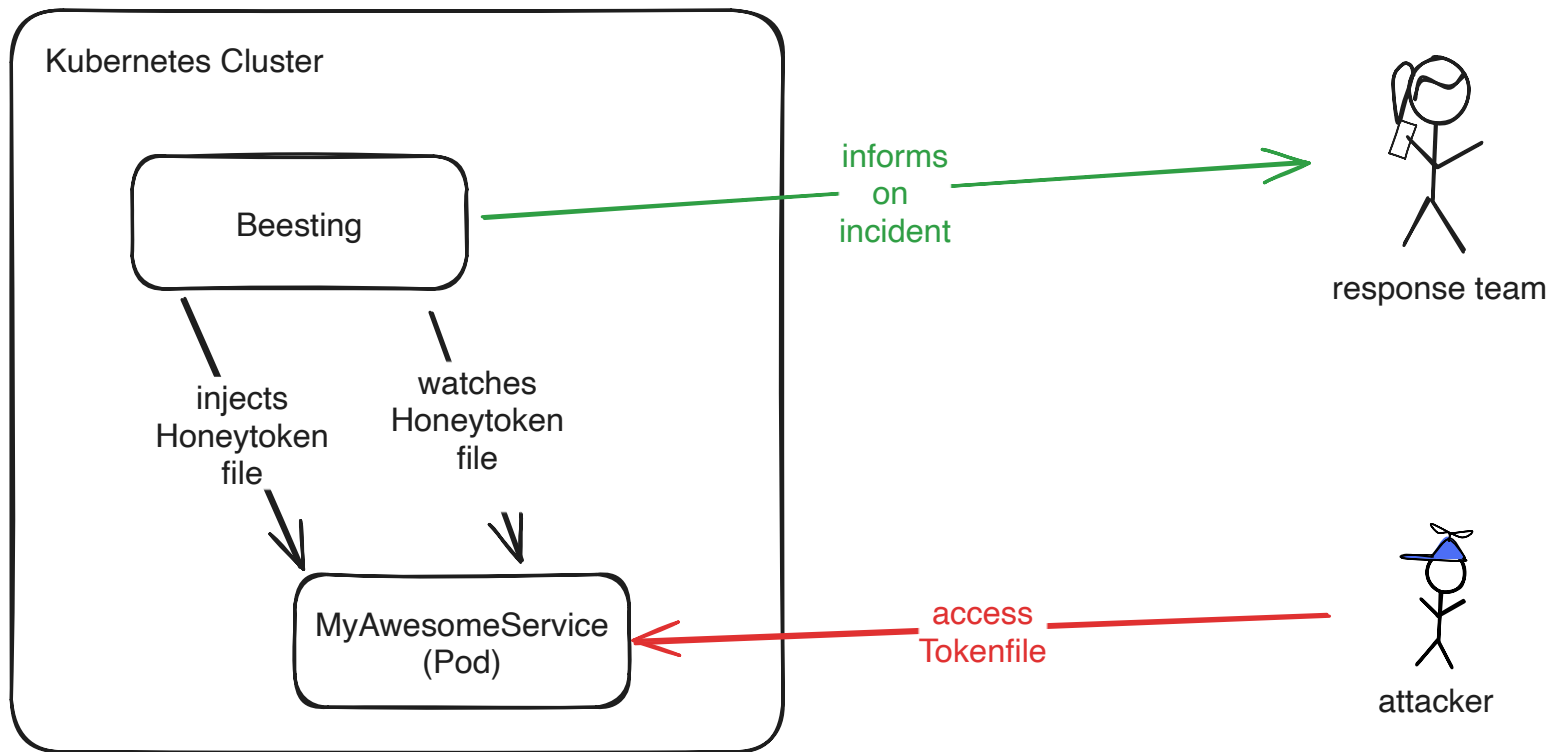 Kubernetes Cluster
Beesting
informs
on
incident
response team
injects
Honeytoken
file
watches
Honeytoken
file
MyAwesomeService
(Pod)
access
Tokenfile
attacker